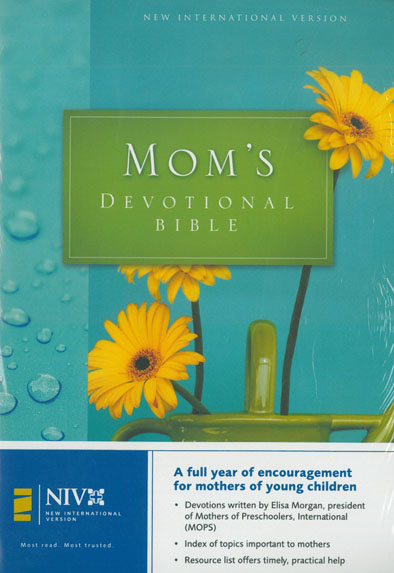 NEW INTERNATIONAL VERSION
MOM'S
DEVOTIONAL
BIBLE
NIV
NEW INTERNATIONAL
VERSION
Most read. Most trusted.
A full year of encouragement
for mothers of young children
• Devotions written by Elisa Morgan, president
of Mothers of Preschoolers, International
(MOPS)
• Index of topics important to mothers
• Resource list offers timely, practical help